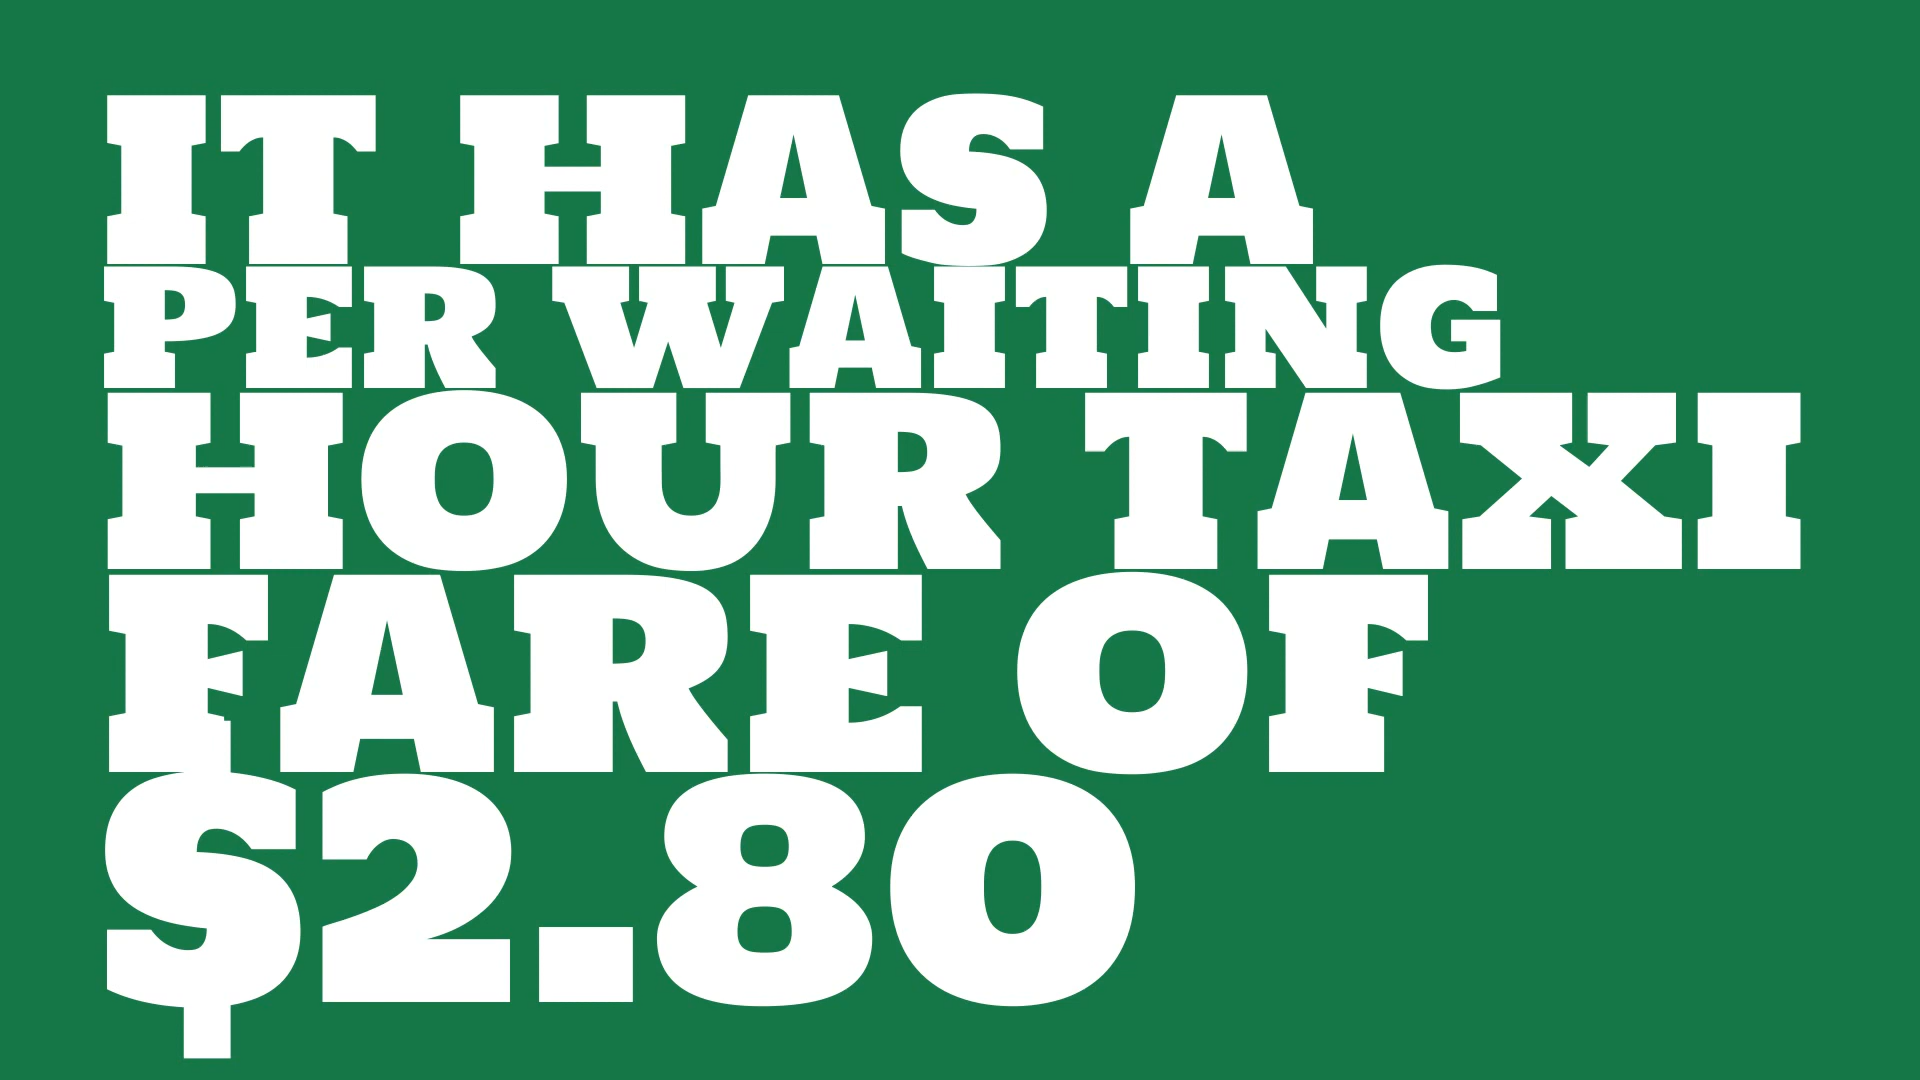 IT HAS A
PER WAITING
HOUR TAXI
FARE OF
$2.80